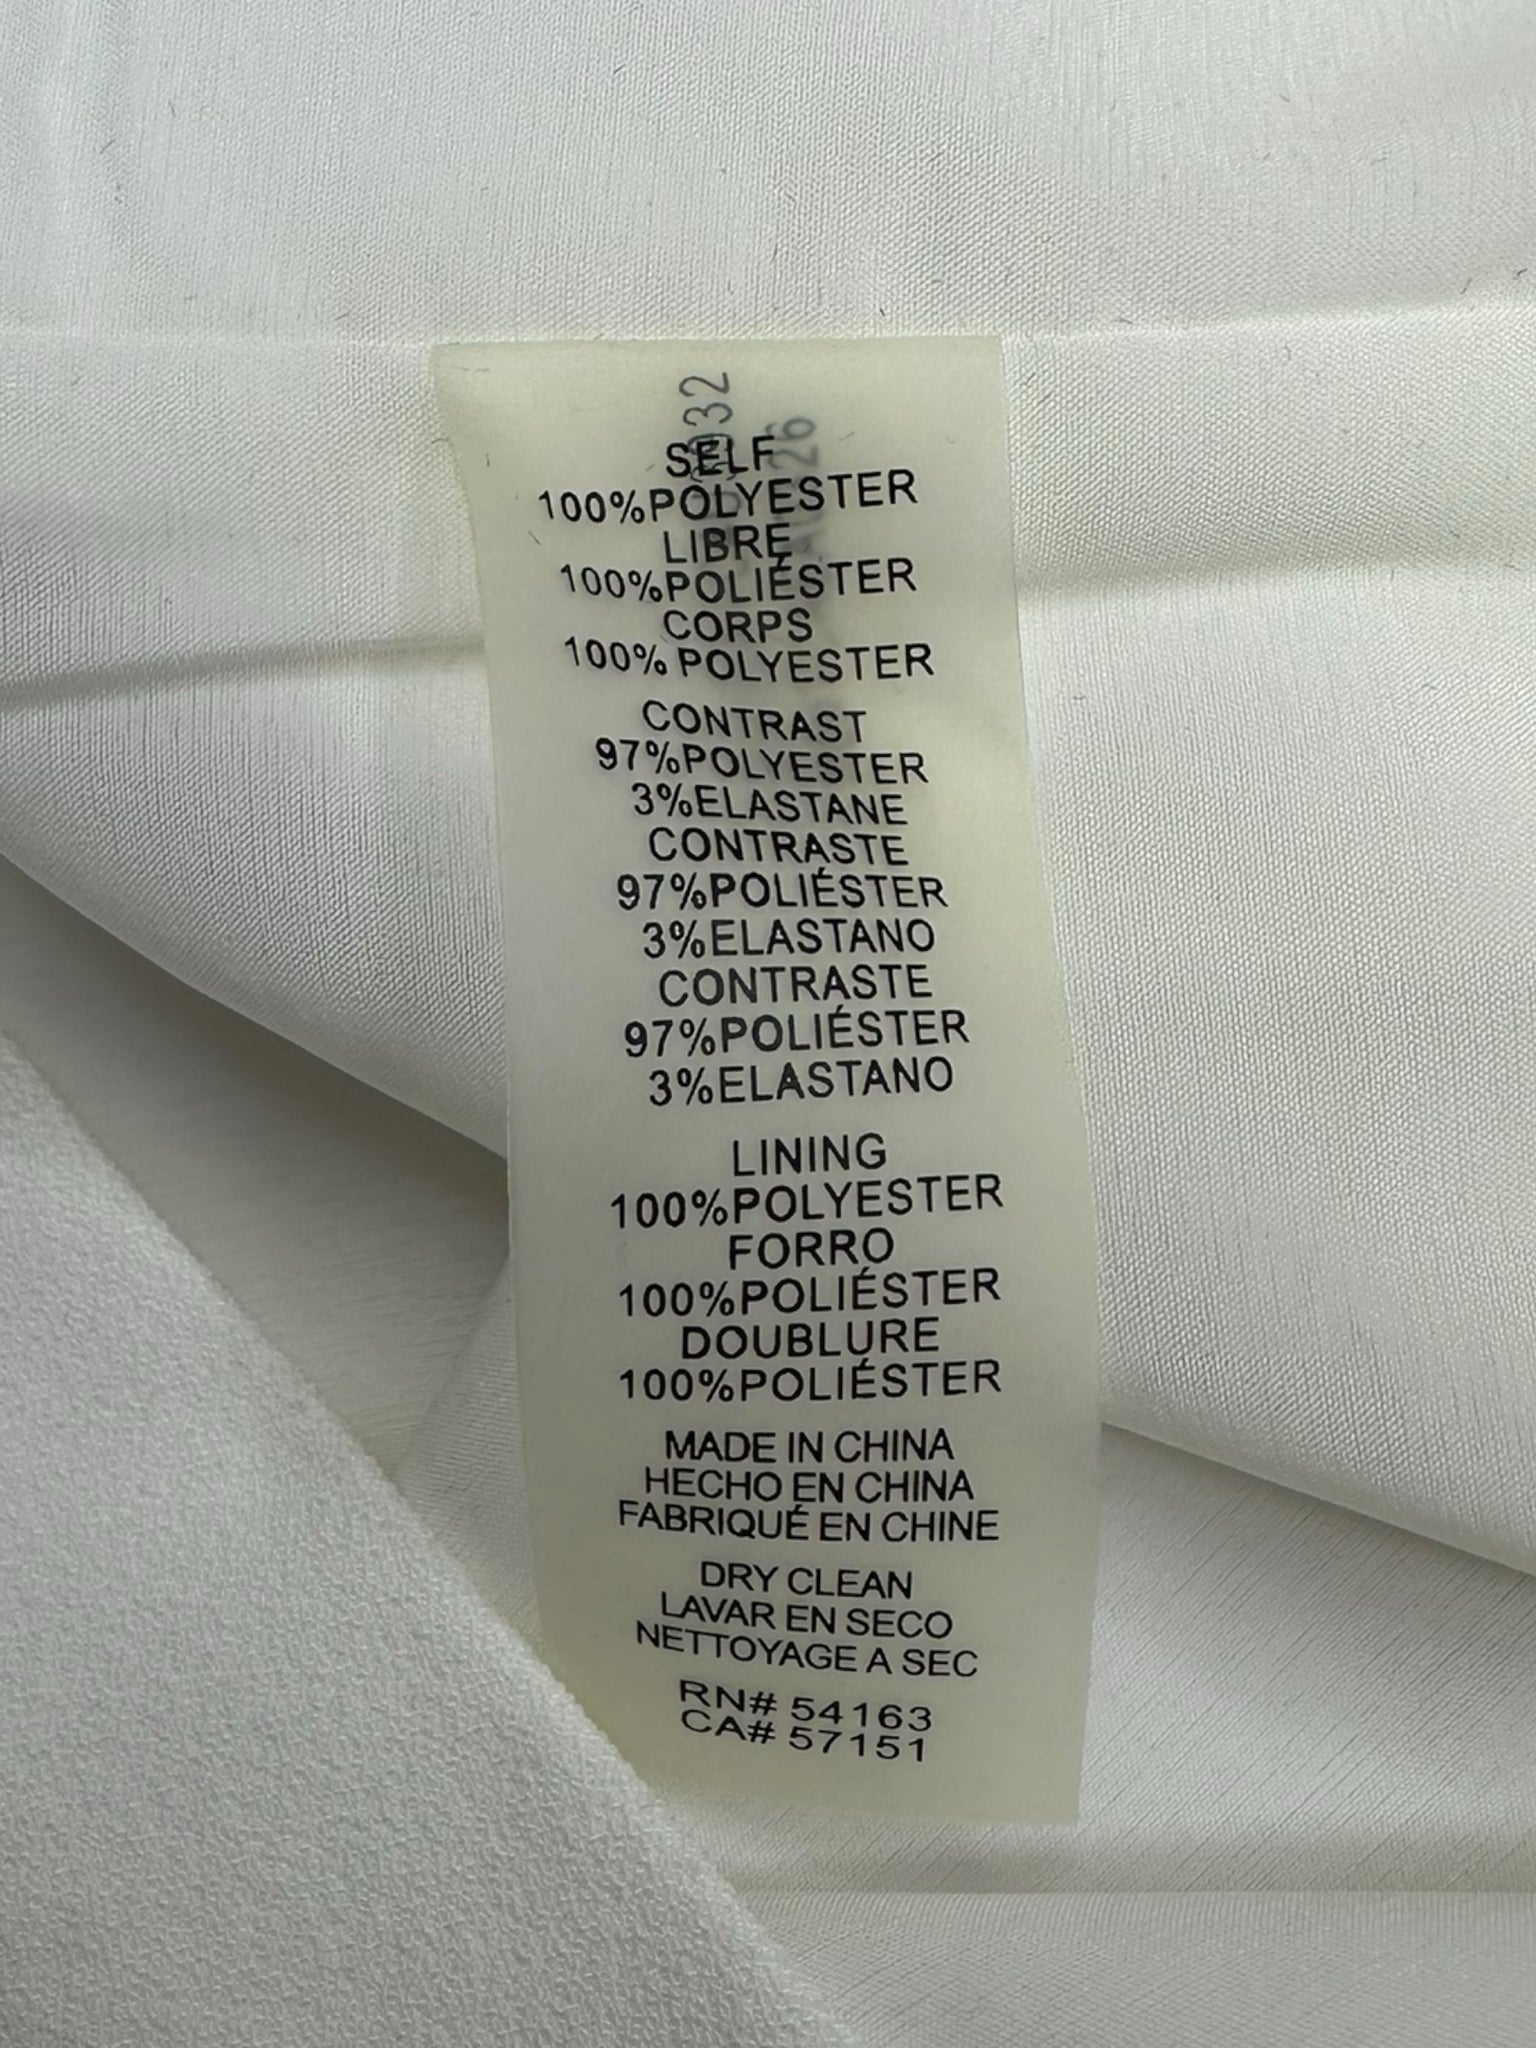 SELF
100%POLYESTER
LIBRE
100%POLIÉSTER
CORPS
100% POLYESTER
CONTRAST
97%POLYESTER
3%ELASTANE
CONTRASTE
97%POLIÉSTER
3%ELASTANO
CONTRASTE
97%POLIÉSTER
3%ELASTANO
LINING
100%POLYESTER
FORRO
100%POLIÉSTER
DOUBLURE
100%POLIÉSTER
MADE IN CHINA
HECHO EN CHINA
FABRIQUÉ EN CHINE
DRY CLEAN
LAVAR EN SECO
NETTOYAGE A SEC
RN# 54163
CA# 57151